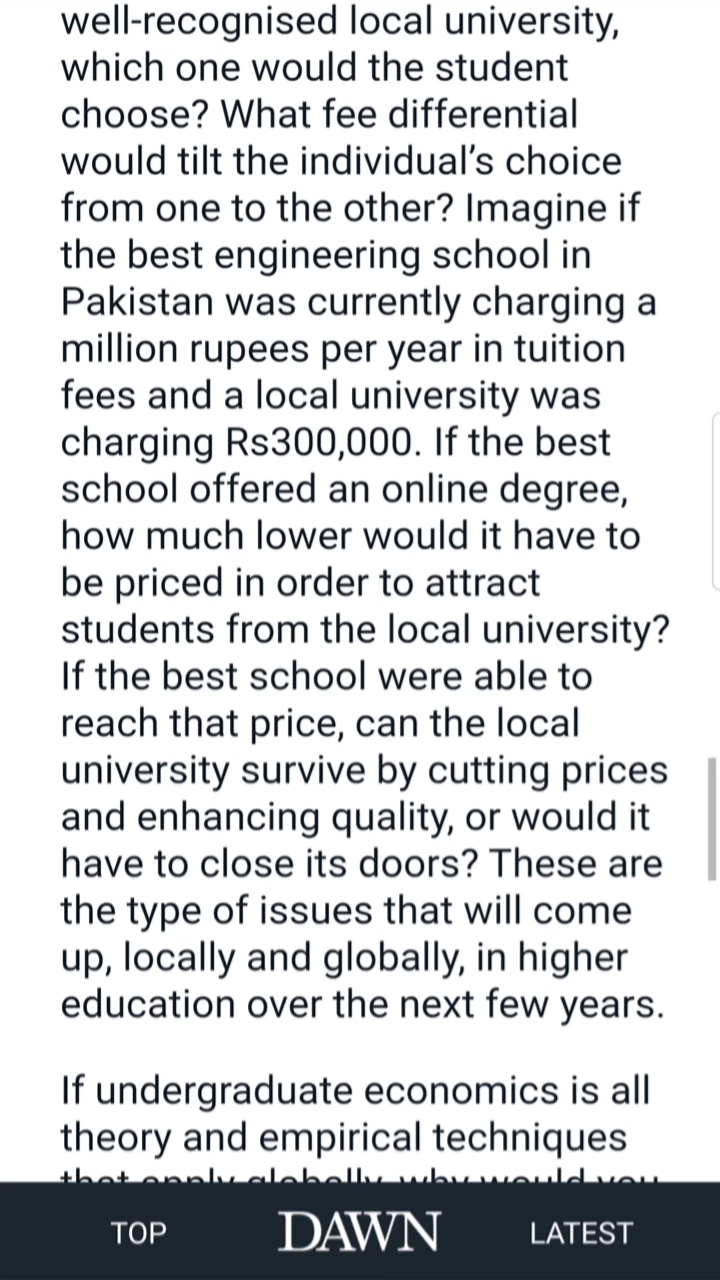 well-recognised local university,
which one would the student
choose? What fee differential
would tilt the individual’s choice
from one to the other? Imagine if
the best engineering school in
Pakistan was currently charging a
million rupees per year in tuition
fees and a local university was
charging Rs300,000. If the best
school offered an online degree,
how much lower would it have to
be priced in order to attract
students from the local university?
If the best school were able to
reach that price, can the local
university survive by cutting prices
and enhancing quality, or would it
have to close its doors? These are
the type of issues that will come
up, locally and globally, in higher
education over the next few years.
If undergraduate economics is all
theory and empirical techniques
that apply globally, why would you
TOP DAWN LATEST